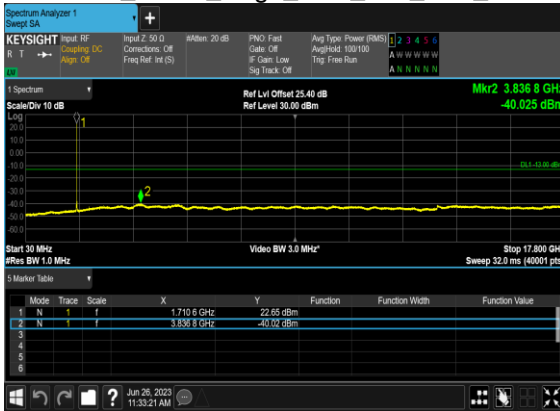 Spectrum Analyzer 1
Swept SA
+
KEYSIGHT Input: RF Input Z: 50 Ω #Atten: 20 dB PNO: Fast Avg Type: Power (RMS) 1 2 3 4 5 6
R T Coupling: DC Corrections: Off Gate: Off Avg|Hold: 100/100 A W W W W W
Align: Off Freq Ref: Int (S) IF Gain: Low Trig: Free Run
Sig Track: Off A N N N N N
1 Spectrum Ref Lvl Offset 25.40 dB Mkr2 3.836 8 GHz
Scale/Div 10 dB Ref Level 30.00 dBm -40.025 dBm
Log
20.0
10.0
0.00
-10.0
DL1 -13.00 dBm
-20.0
-30.0
-40.0
-50.0
-60.0
1
2
Start 30 MHz Video BW 3.0 MHz* Stop 17.800 GHz
#Res BW 1.0 MHz Sweep 32.0 ms (40001 pts)
5 Marker Table
Mode Trace Scale X Y Function Function Width Function Value
1 N 1 f 1.710 6 GHz 22.65 dBm
2 N 1 f 3.836 8 GHz -40.02 dBm
3
4
5
6
? Jun 26, 2023
11:33:21 AM